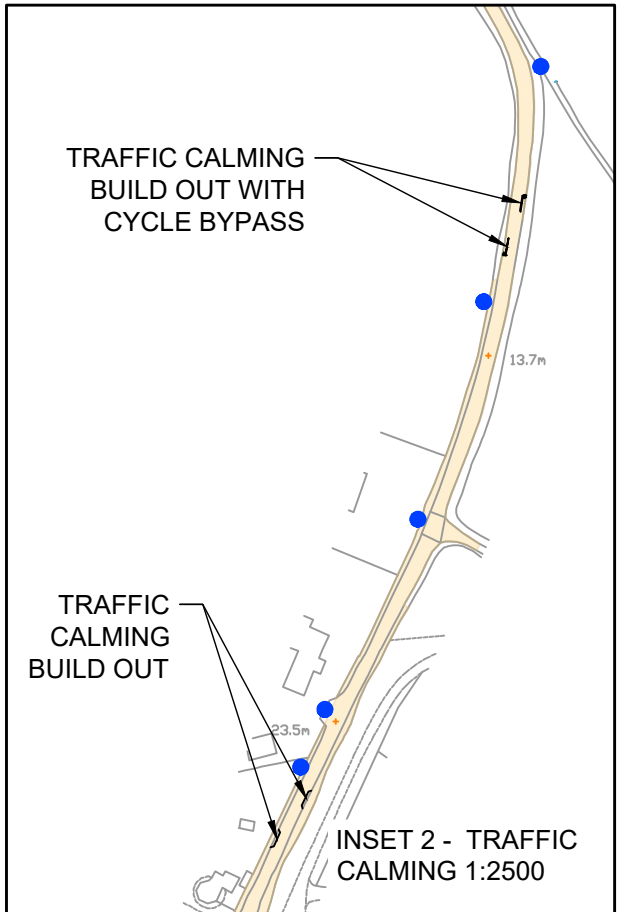 TRAFFIC CALMING
BUILD OUT WITH
CYCLE BYPASS
13.7m
TRAFFIC
CALMING
BUILD OUT
23.5m
INSET 2 - TRAFFIC
CALMING 1:2500